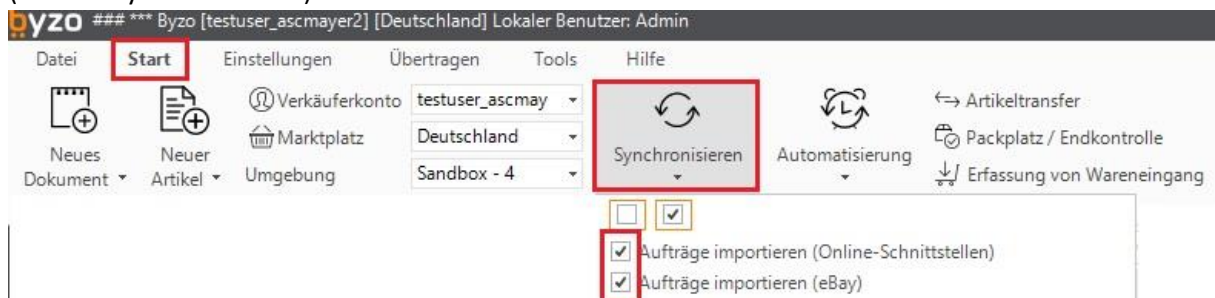 byzo ### *** Byzo [testuser_ascmayer2] [Deutschland] Lokaler Benutzer: Admin
Datei Start Einstellungen Übertragen Tools Hilfe
Neues Dokument
Neuer Artikel
Verkäuferkonto testuser_ascmay
Marktplatz Deutschland
Umgebung Sandbox - 4
Synchronisieren
Automatisierung
Artikeltransfer
Packplatz / Endkontrolle
Erfassung von Wareneingang
Aufträge importieren (Online-Schnittstellen)
Aufträge importieren (eBay)